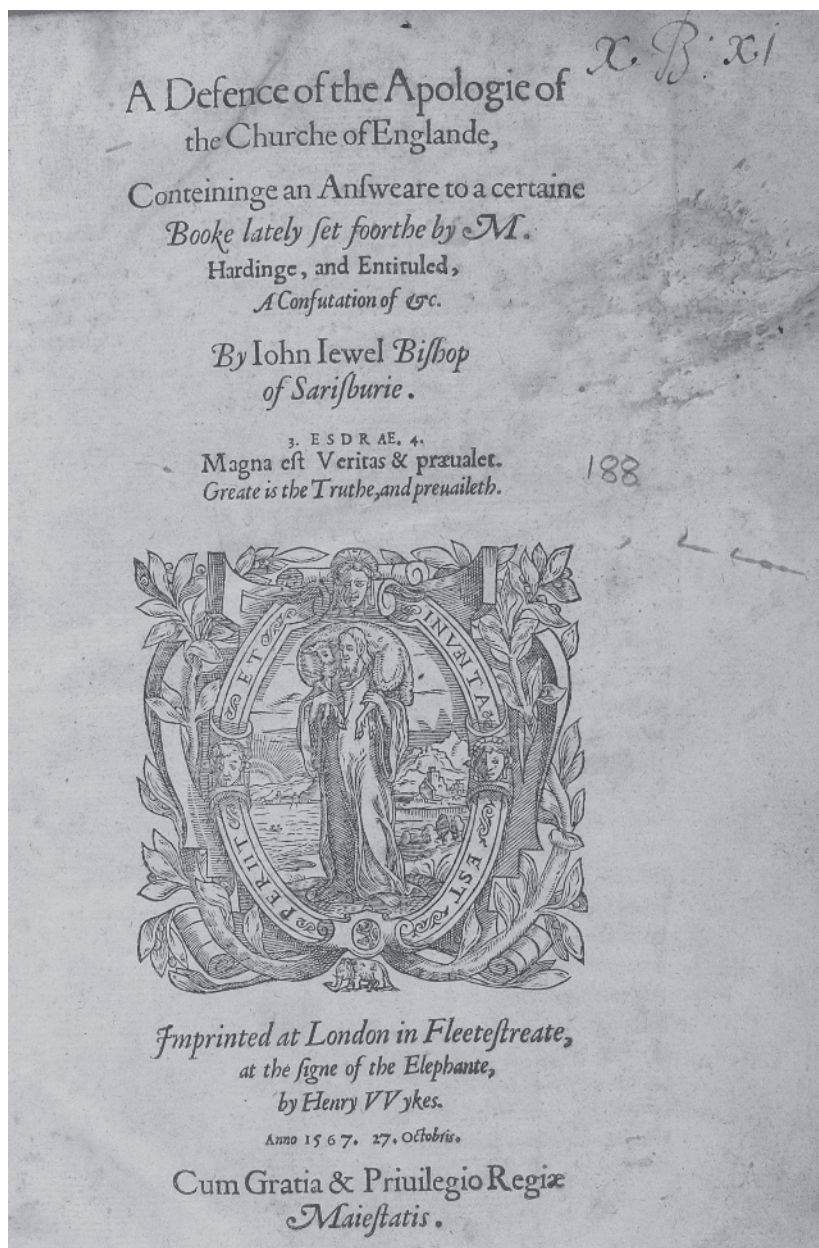 X. B: XI
A Defence of the Apologie of
the Churche of Englande,
Conteininge an Anſweare to a certaine
Booke lately ſet foorthe by M.
Hardinge, and Entituled,
A Confutation of &c.
By Iohn Iewel Biſhop
of Sariſburie.
3. ESDRAE. 4.
Magna eſt Veritas & præualet.
Greate is the Truthe, and preuaileth.
188
PERIIT ET INVNTA EST
Imprinted at London in Fleeteſtreate,
at the ſigne of the Elephante,
by Henry VVykes.
Anno 1567. 27. Octobris.
Cum Gratia & Priuilegio Regiæ
Maieſtatis.